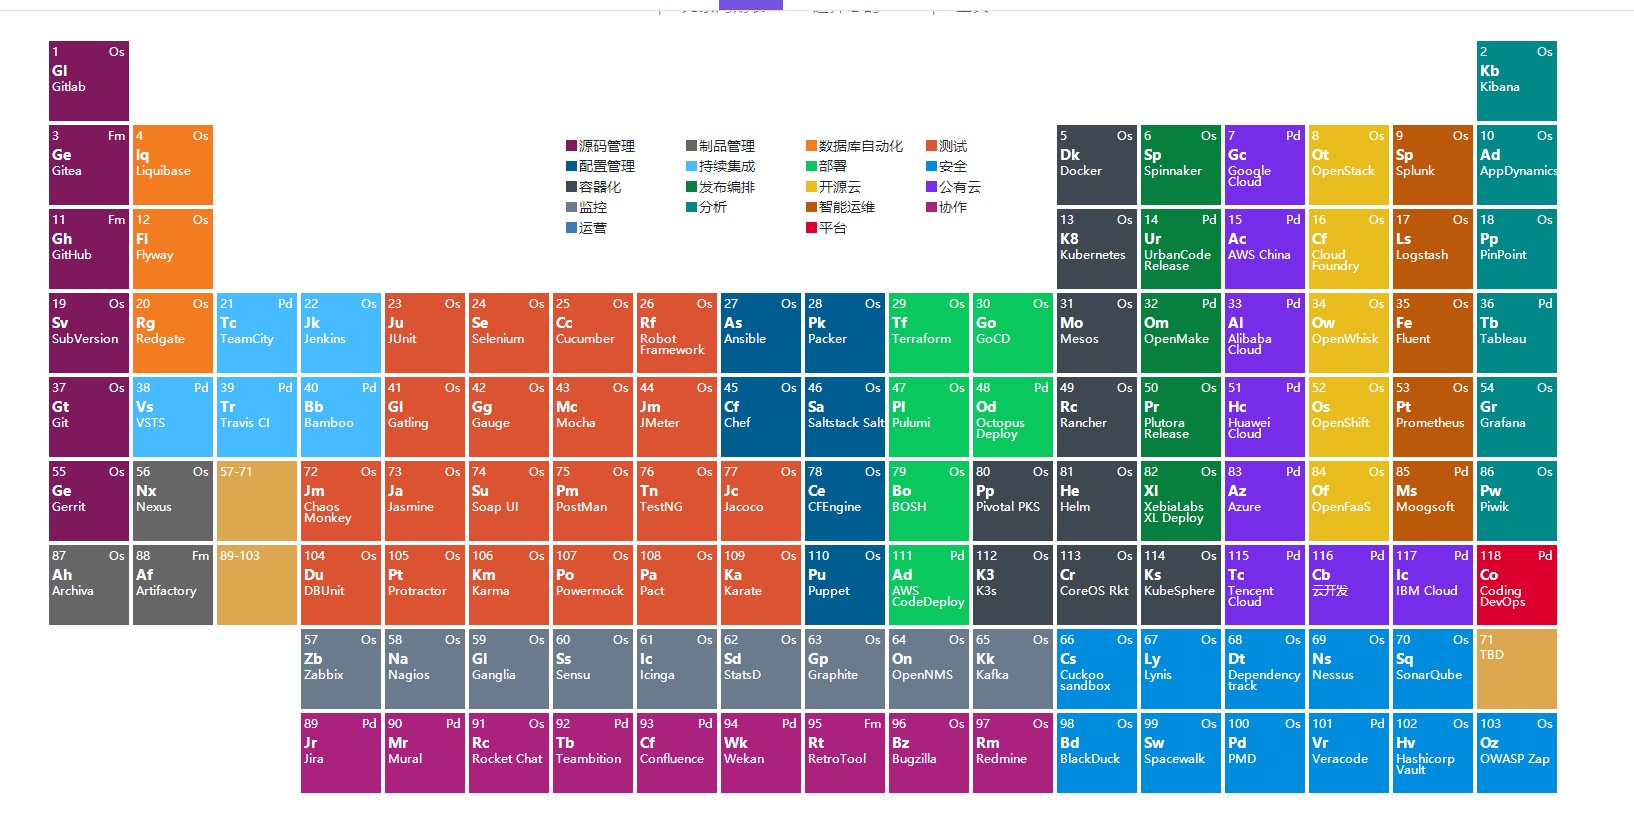 1 Os
Gl
Gitlab
2 Os
Kb
Kibana
3 Fm
Ge
Gitea
4 Os
Iq
Liquibase
源码管理 制品管理 数据库自动化 测试
配置管理 持续集成 部署 安全
容器化 发布编排 开源云 公有云
监控 分析 智能运维 协作
运营 平台
5 Os
Dk
Docker
6 Os
Sp
Spinnaker
7 Pd
Gc
Google
Cloud
8 Os
Ot
OpenStack
9 Os
Sp
Splunk
10 Os
Ad
AppDynamics
11 Fm
Gh
GitHub
12 Os
Fl
Flyway
13 Os
K8
Kubernetes
14 Pd
Ur
UrbanCode
Release
15 Pd
Ac
AWS China
16 Os
Cf
Cloud
Foundry
17 Os
Ls
Logstash
18 Os
Pp
PinPoint
19 Os
Sv
SubVersion
20 Os
Rg
Redgate
21 Pd
Tc
TeamCity
22 Os
Jk
Jenkins
23 Os
Ju
JUnit
24 Os
Se
Selenium
25 Os
Cc
Cucumber
26 Os
Rf
Robot
Framework
27 Os
As
Ansible
28 Os
Pk
Packer
29 Os
Tf
Terraform
30 Os
Go
GoCD
31 Os
Mo
Mesos
32 Pd
Om
OpenMake
33 Pd
Al
Alibaba
Cloud
34 Os
Ow
OpenWhisk
35 Os
Fe
Fluent
36 Pd
Tb
Tableau
37 Os
Gt
Git
38 Pd
Vs
VSTS
39 Pd
Tr
Travis CI
40 Pd
Bb
Bamboo
41 Os
Gl
Gatling
42 Os
Gg
Gauge
43 Os
Mc
Mocha
44 Os
Jm
JMeter
45 Os
Cf
Chef
46 Os
Sa
Saltstack Salt
47 Os
Pl
Pulumi
48 Pd
Od
Octopus
Deploy
49 Os
Rc
Rancher
50 Os
Pr
Plutora
Release
51 Pd
Hc
Huawei
Cloud
52 Os
Os
OpenShift
53 Os
Pt
Prometheus
54 Os
Gr
Grafana
55 Os
Ge
Gerrit
56 Os
Nx
Nexus
57-71
72 Os
Jm
Chaos
Monkey
73 Os
Ja
Jasmine
74 Os
Su
Soap UI
75 Os
Pm
PostMan
76 Os
Tn
TestNG
77 Os
Jc
Jacoco
78 Os
Ce
CFEngine
79 Os
Bo
BOSH
80 Os
Pp
Pivotal PKS
81 Os
He
Helm
82 Os
Xl
XebiaLabs
XL Deploy
83 Pd
Az
Azure
84 Os
Of
OpenFaaS
85 Pd
Ms
Moogsoft
86 Os
Pw
Piwik
87 Os
Ah
Archiva
88 Fm
Af
Artifactory
89-103
104 Os
Du
DBUnit
105 Os
Pt
Protractor
106 Os
Km
Karma
107 Os
Po
Powermock
108 Os
Pa
Pact
109 Os
Ka
Karate
110 Os
Pu
Puppet
111 Pd
Ad
AWS
CodeDeploy
112 Os
K3
K3s
113 Os
Cr
CoreOS Rkt
114 Os
Ks
KubeSphere
115 Pd
Tc
Tencent
Cloud
116 Pd
Cb
云开发
117 Pd
Ic
IBM Cloud
118 Pd
Co
Coding
DevOps
57 Os
Zb
Zabbix
58 Os
Na
Nagios
59 Os
Gl
Ganglia
60 Os
Ss
Sensu
61 Os
Ic
Icinga
62 Os
Sd
StatsD
63 Os
Gp
Graphite
64 Os
On
OpenNMS
65 Os
Kk
Kafka
66 Os
Cs
Cuckoo
sandbox
67 Os
Ly
Lynis
68 Os
Dt
Dependency
track
69 Os
Ns
Nessus
70 Os
Sq
SonarQube
71
TBD
89 Pd
Jr
Jira
90 Pd
Mr
Mural
91 Os
Rc
Rocket Chat
92 Pd
Tb
Teambition
93 Pd
Cf
Confluence
94 Pd
Wk
Wekan
95 Fm
Rt
RetroTool
96 Os
Bz
Bugzilla
97 Os
Rm
Redmine
98 Os
Bd
BlackDuck
99 Os
Sw
Spacewalk
100 Os
Pd
PMD
101 Pd
Vr
Veracode
102 Os
Hv
Hashicorp
Vault
103 Os
Oz
OWASP Zap